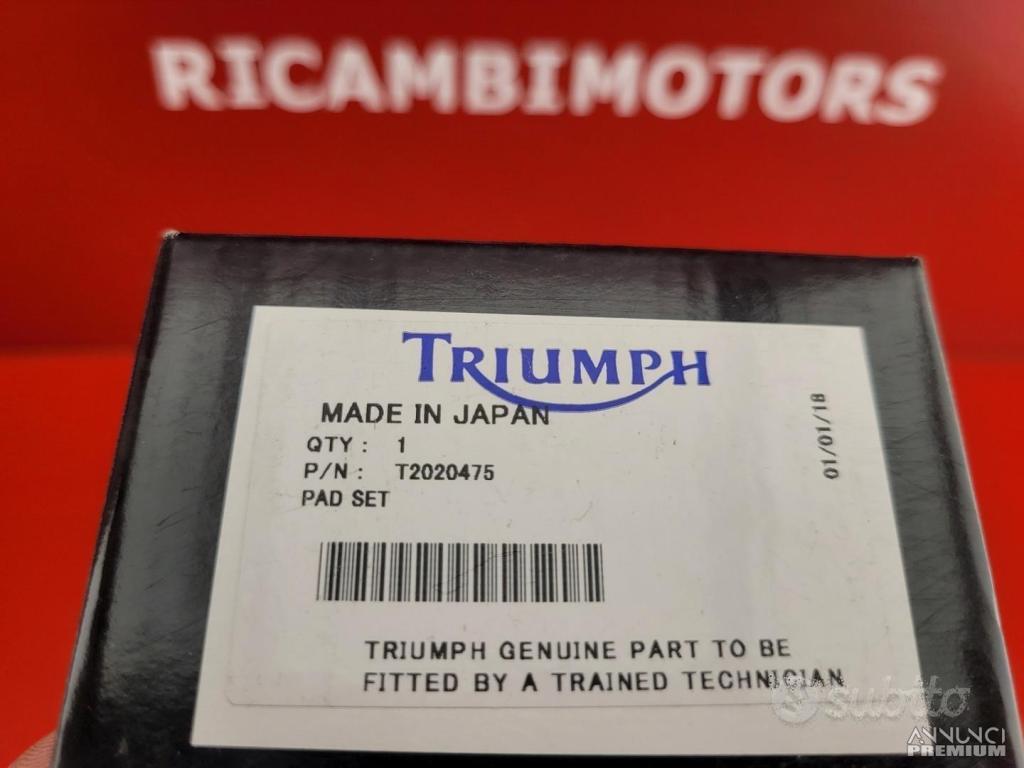 RICAMBIMOTORS
TRIUMPH
MADE IN JAPAN
QTY : 1
P/N : T2020475
PAD SET
01/01/18
TRIUMPH GENUINE PART TO BE
FITTED BY A TRAINED TECHNICIAN
subito
ANNUNCI
PREMIUM